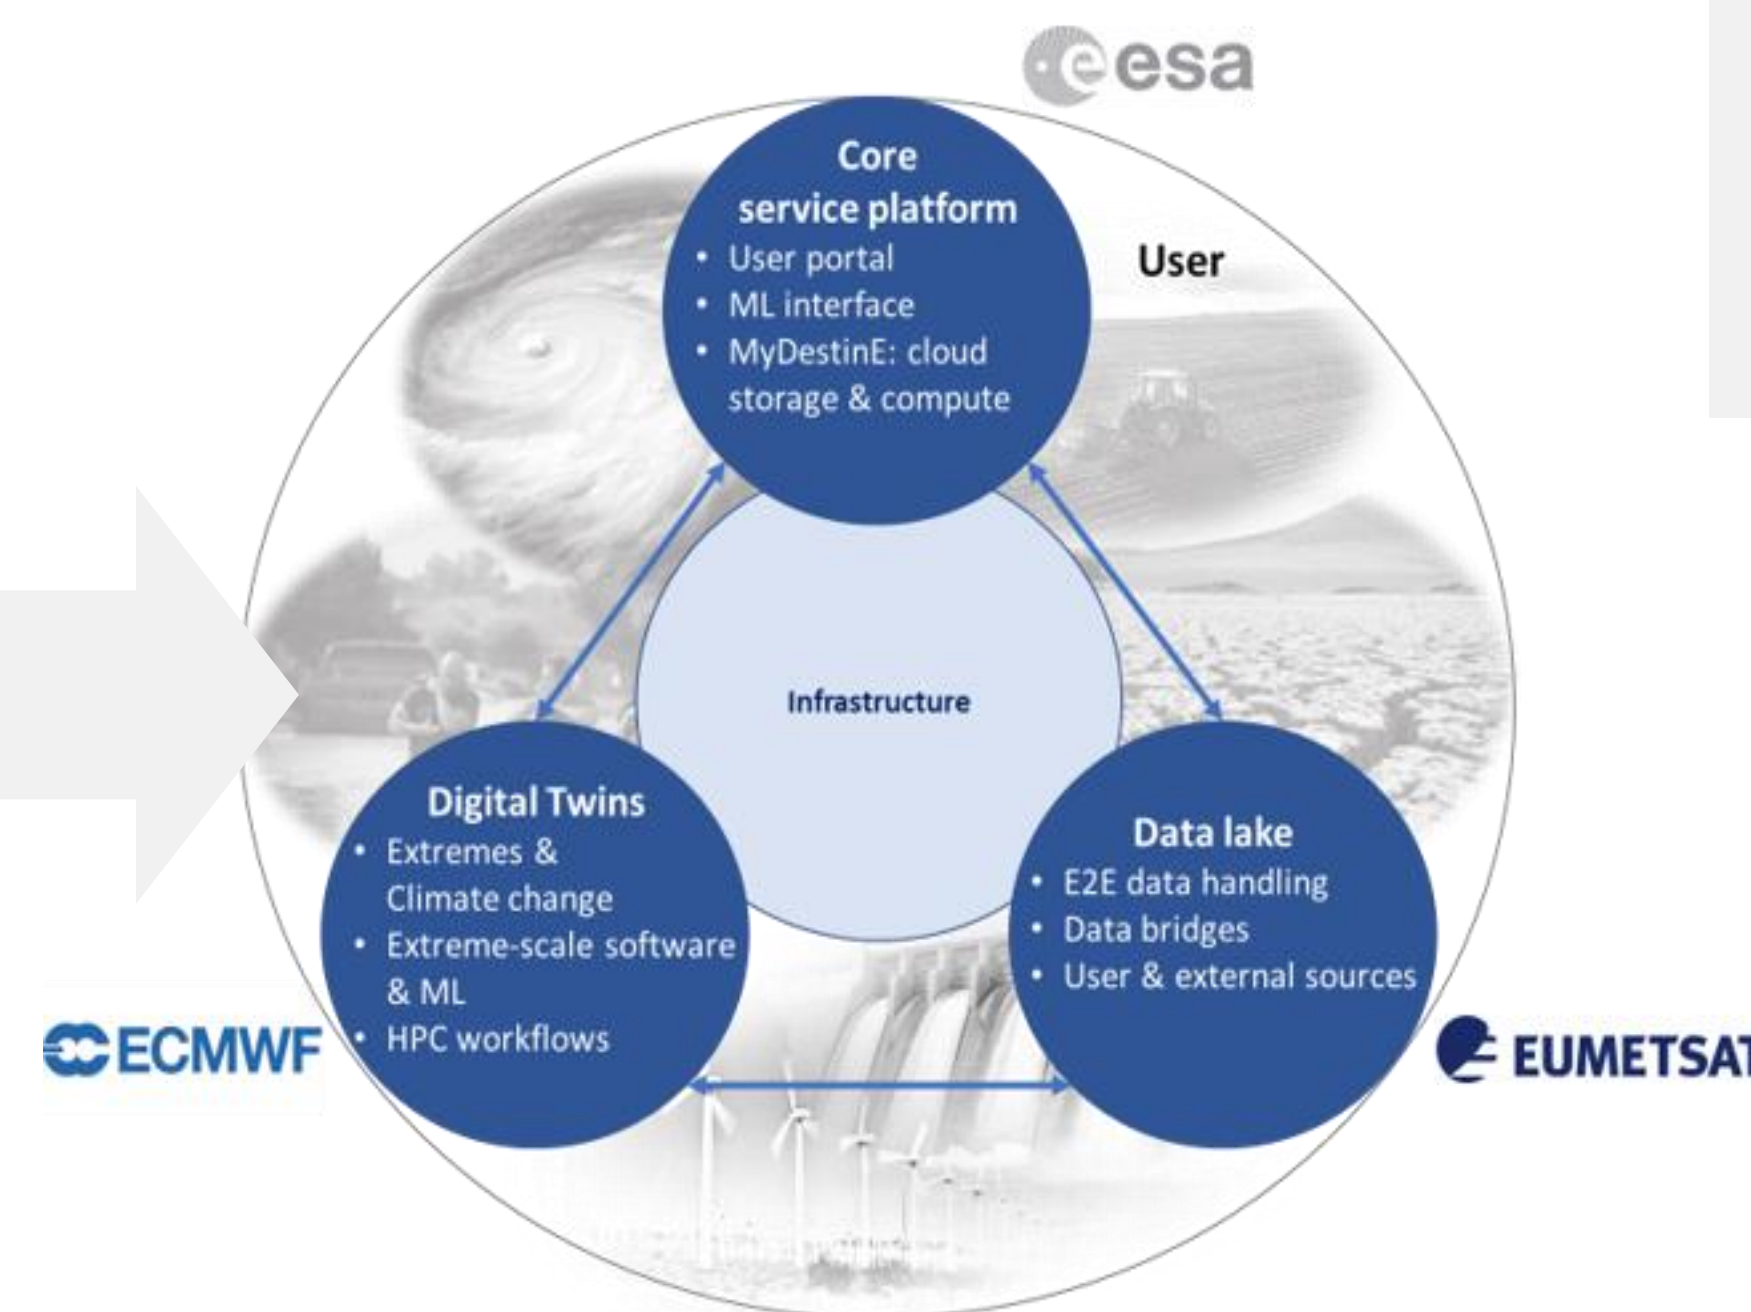 esa
Core
service platform
• User portal
• ML interface
• MyDestinE: cloud
storage & compute
User
Infrastructure
Digital Twins
• Extremes &
Climate change
• Extreme-scale software
& ML
• HPC workflows
Data lake
• E2E data handling
• Data bridges
• User & external sources
ECMWF
EUMETSAT